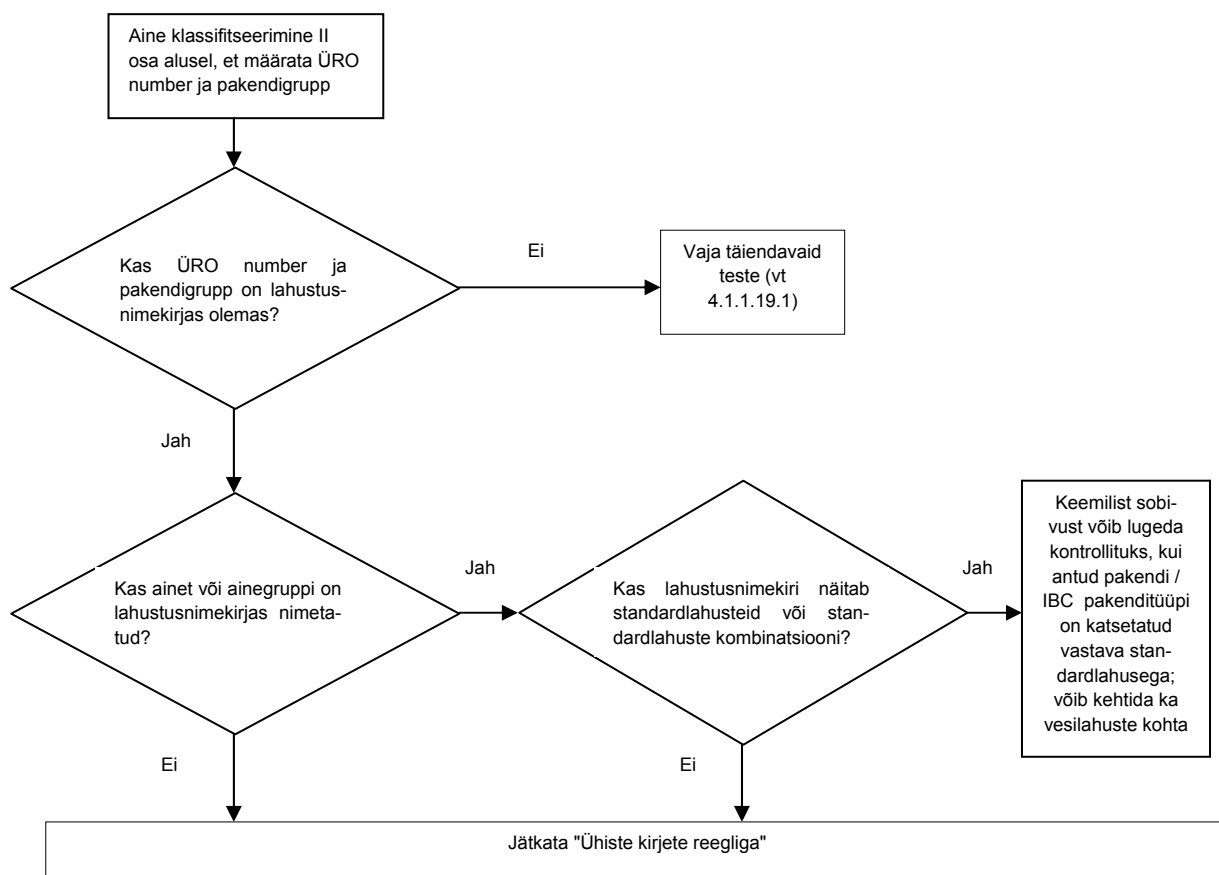 Aine klassifitseerimine II
osa alusel, et määrata ÜRO
number ja pakendigrupp
Kas ÜRO number ja
pakendigrupp on lahustus-
nimekirjas olemas?
Ei
Vaja täiendavaid
teste (vt
4.1.1.19.1)
Jah
Kas ainet või ainegruppi on
lahustusnimekirjas nimeta-
tud?
Jah
Kas lahustusnimekiri näitab
standardlahusteid või stan-
dardlahuste kombinatsiooni?
Jah
Keemilist sobi-
vust võib lugeda
kontrollituks, kui
antud pakendi /
IBC pakenditüüpi
on katsetatud
vastava stan-
dardlahusega;
võib kehtida ka
vesilahuste kohta
Ei
Ei
Jätkata "Ühiste kirjete reegliga"